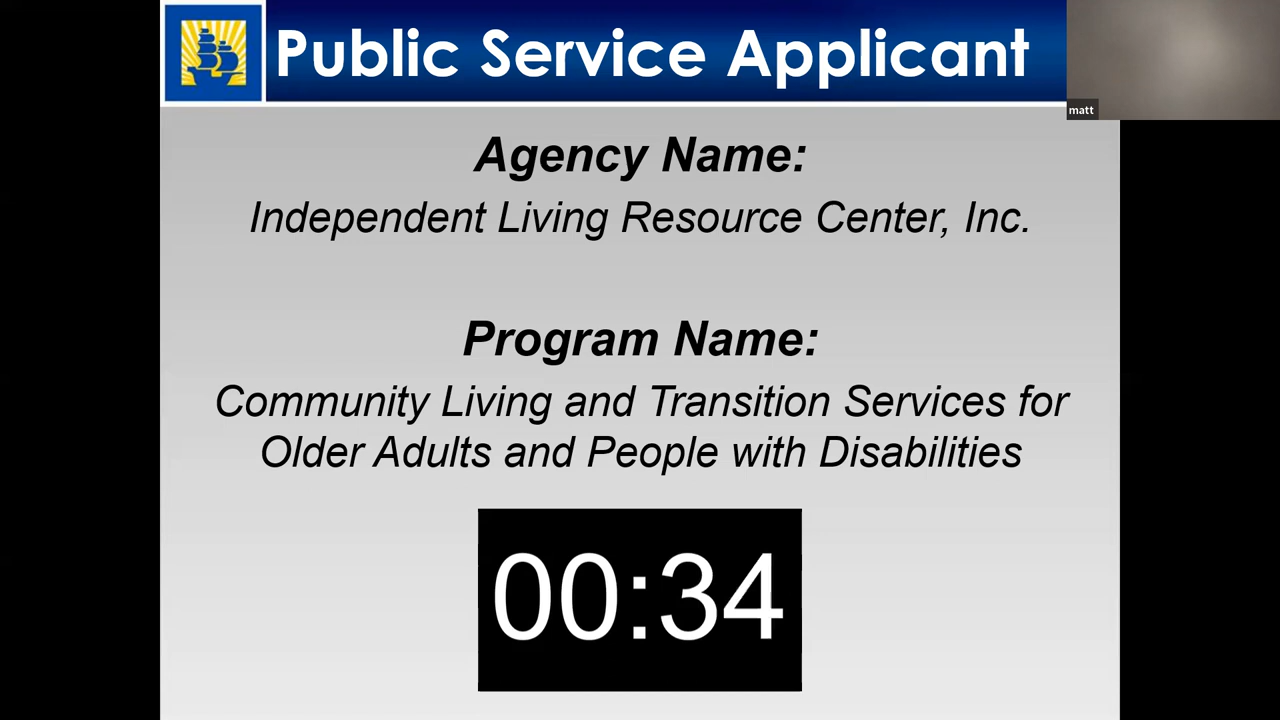 Public Service Applicant
matt
Agency Name:
Independent Living Resource Center, Inc.
Program Name:
Community Living and Transition Services for
Older Adults and People with Disabilities
00:34